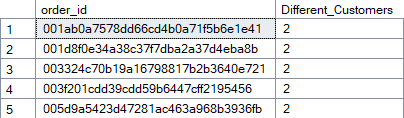 order_id Different_Customers
1 001ab0a7578dd66cd4b0a71f5b6e1e41 2
2 001d8f0e34a38c37f7dba2a37d4eba8b 2
3 003324c70b19a16798817b2b3640e721 2
4 003f201cdd39cdd59b6447cff2195456 2
5 005d9a5423d47281ac463a968b3936fb 2